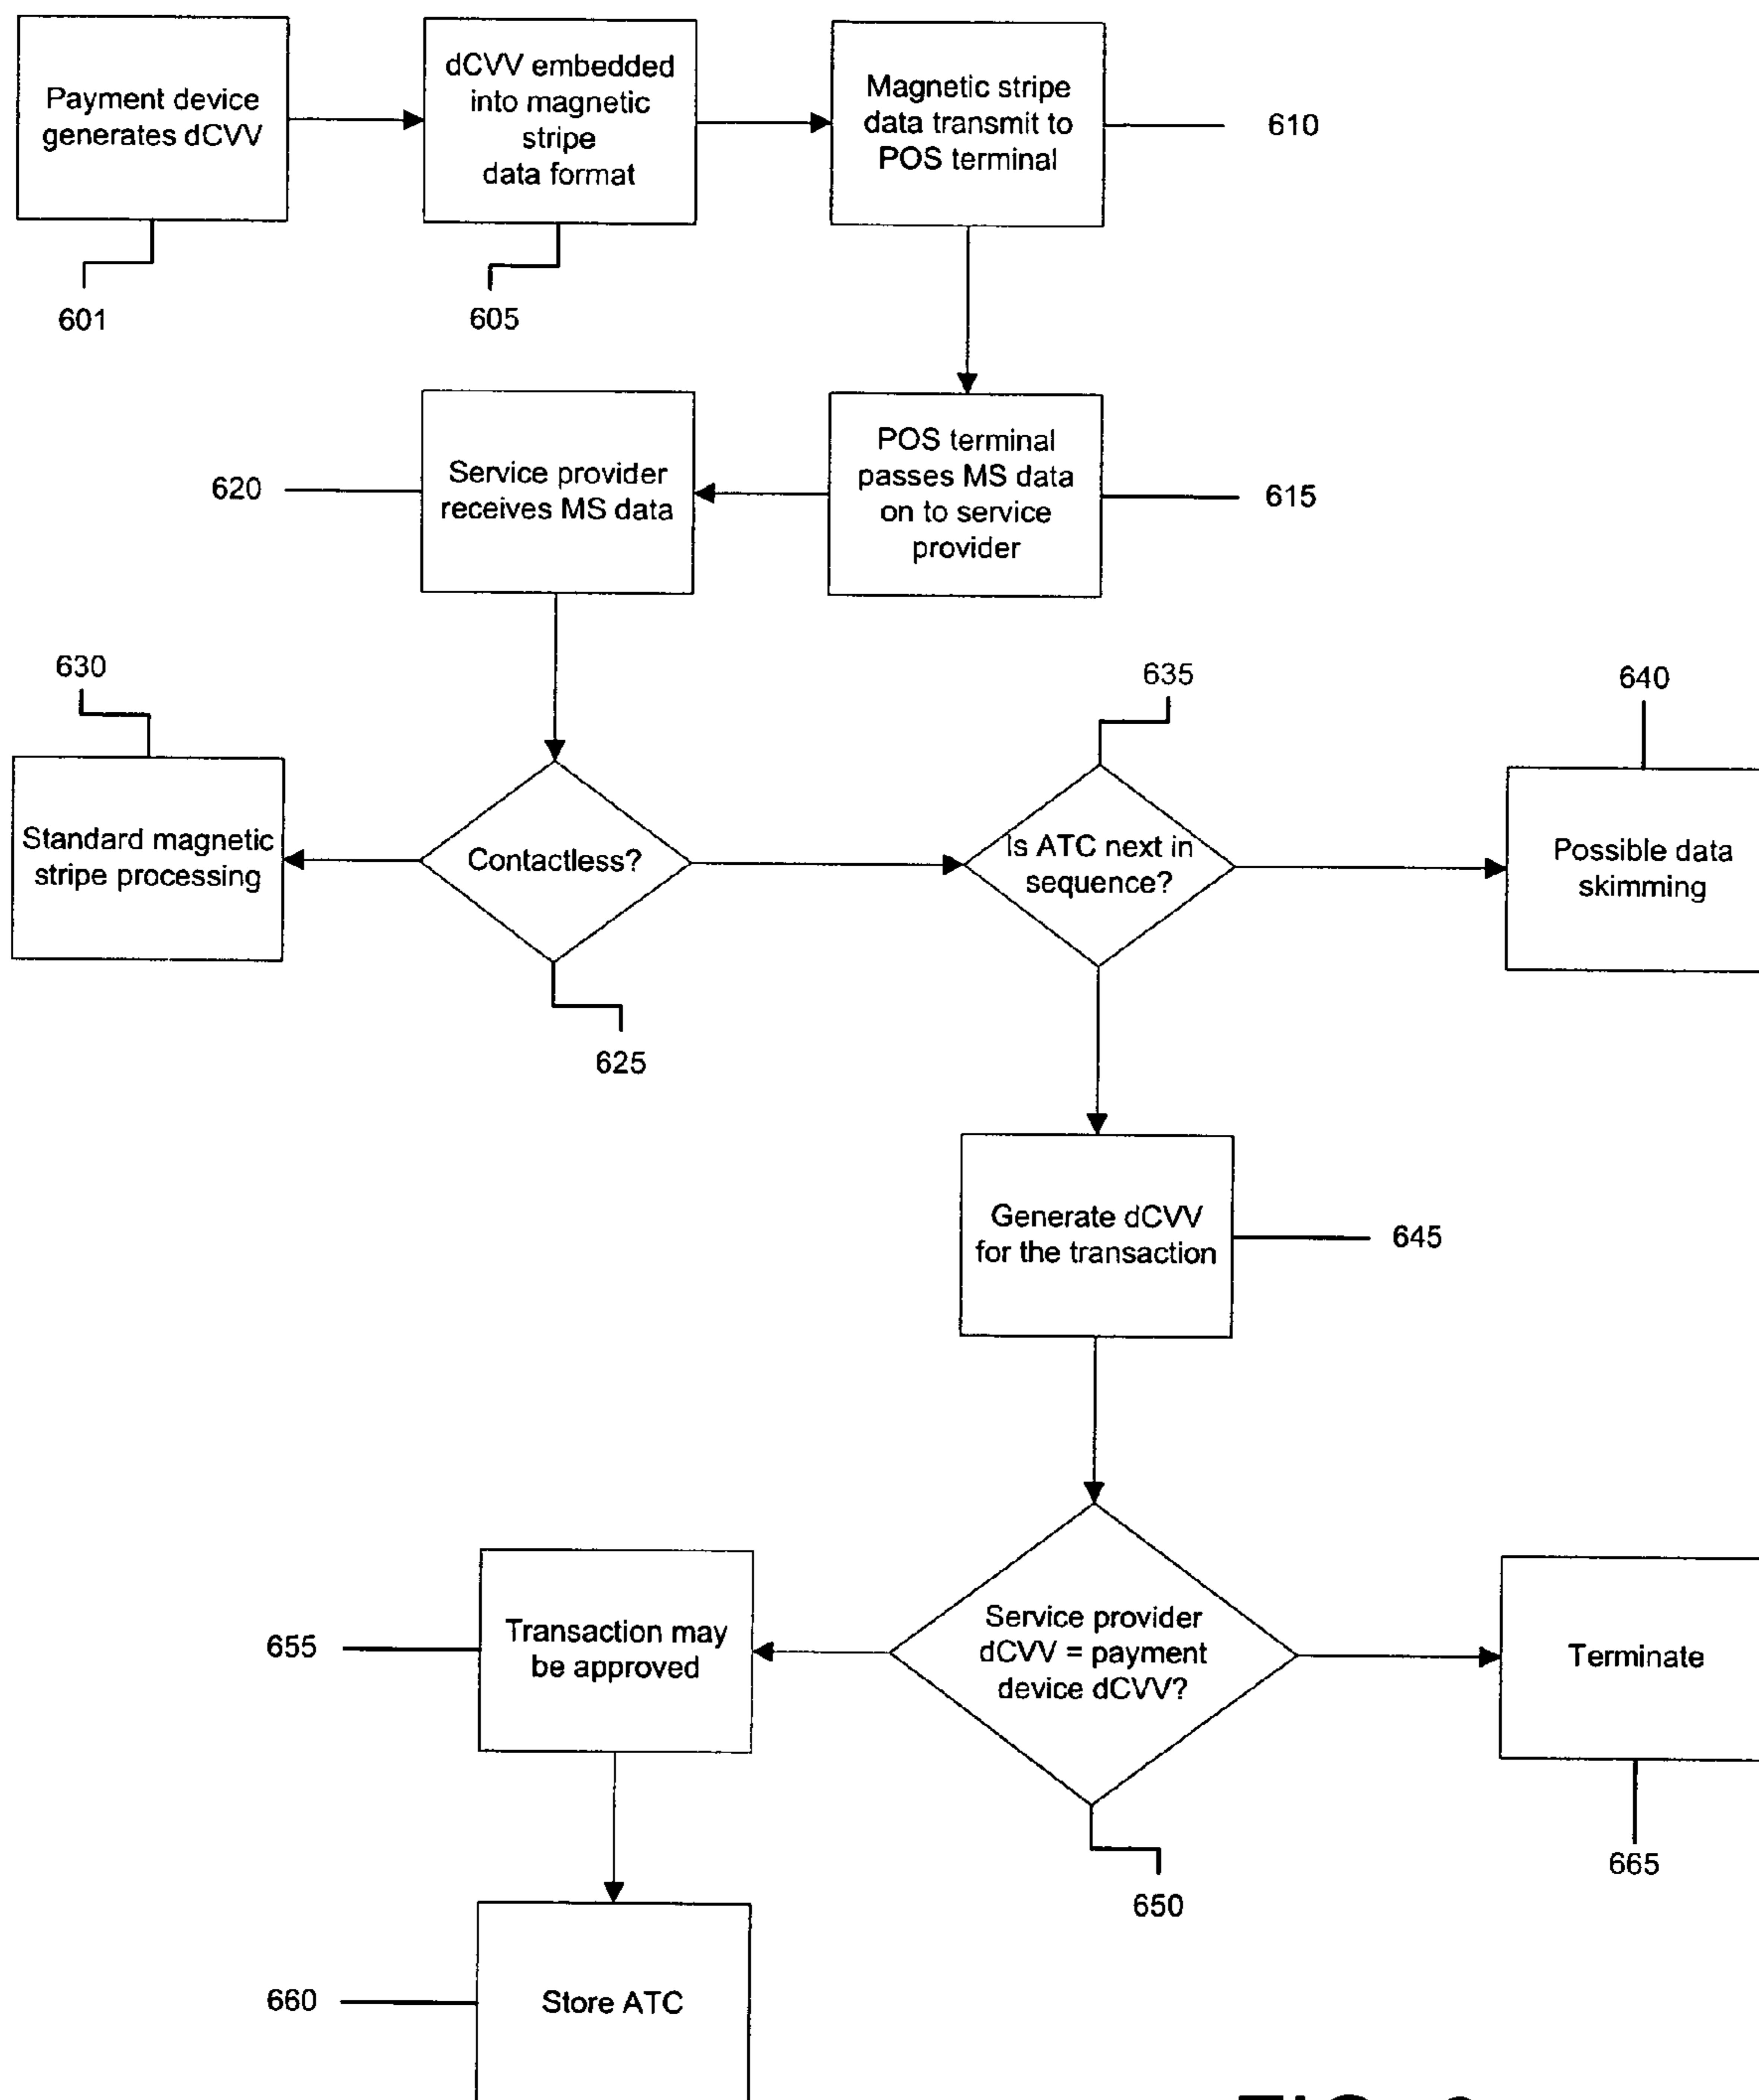 Payment device
generates dCVV
dCVV embedded
into magnetic
stripe
data format
Magnetic stripe
data transmit to
POS terminal
610
601
605
620
Service provider
receives MS data
POS terminal
passes MS data
on to service
provider
615
630
635
640
Standard magnetic
stripe processing
Contactless?
Is ATC next in
sequence?
Possible data
skimming
625
Generate dCVV
for the transaction
645
655
Transaction may
be approved
Service provider
dCVV = payment
device dCVV?
Terminate
665
650
660
Store ATC